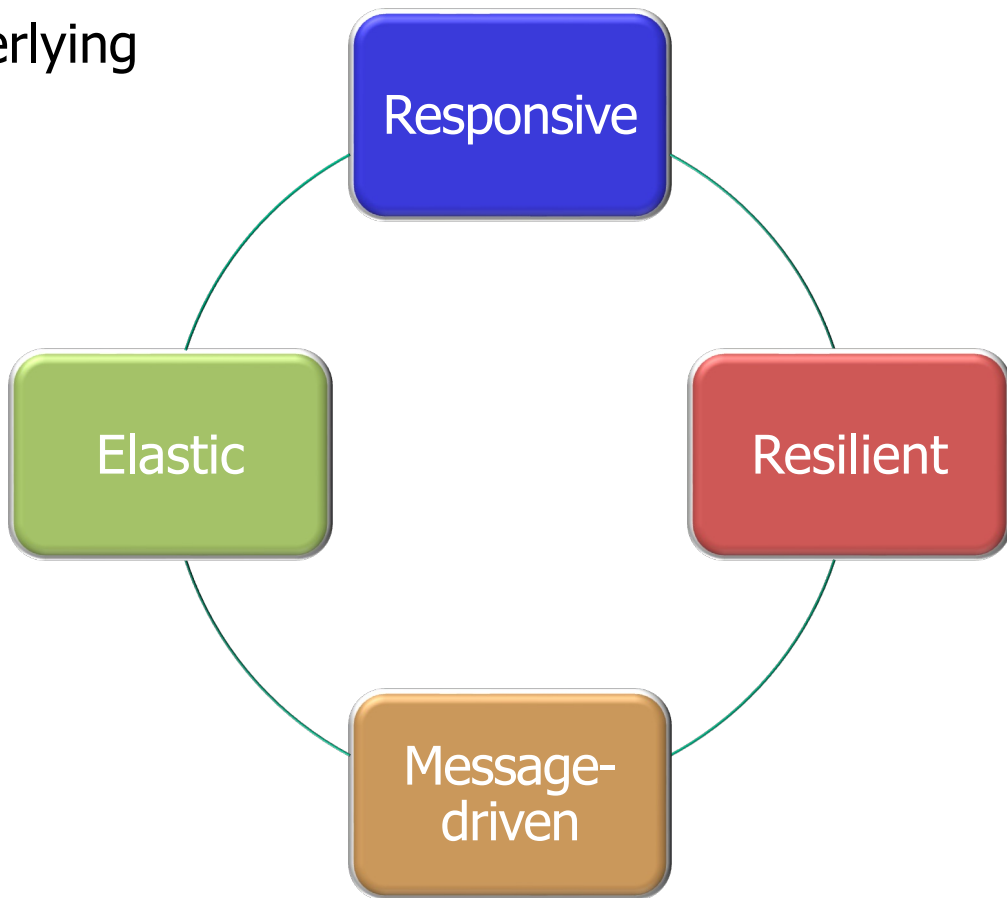 erlying
Responsive
Elastic
Resilient
Message-
driven